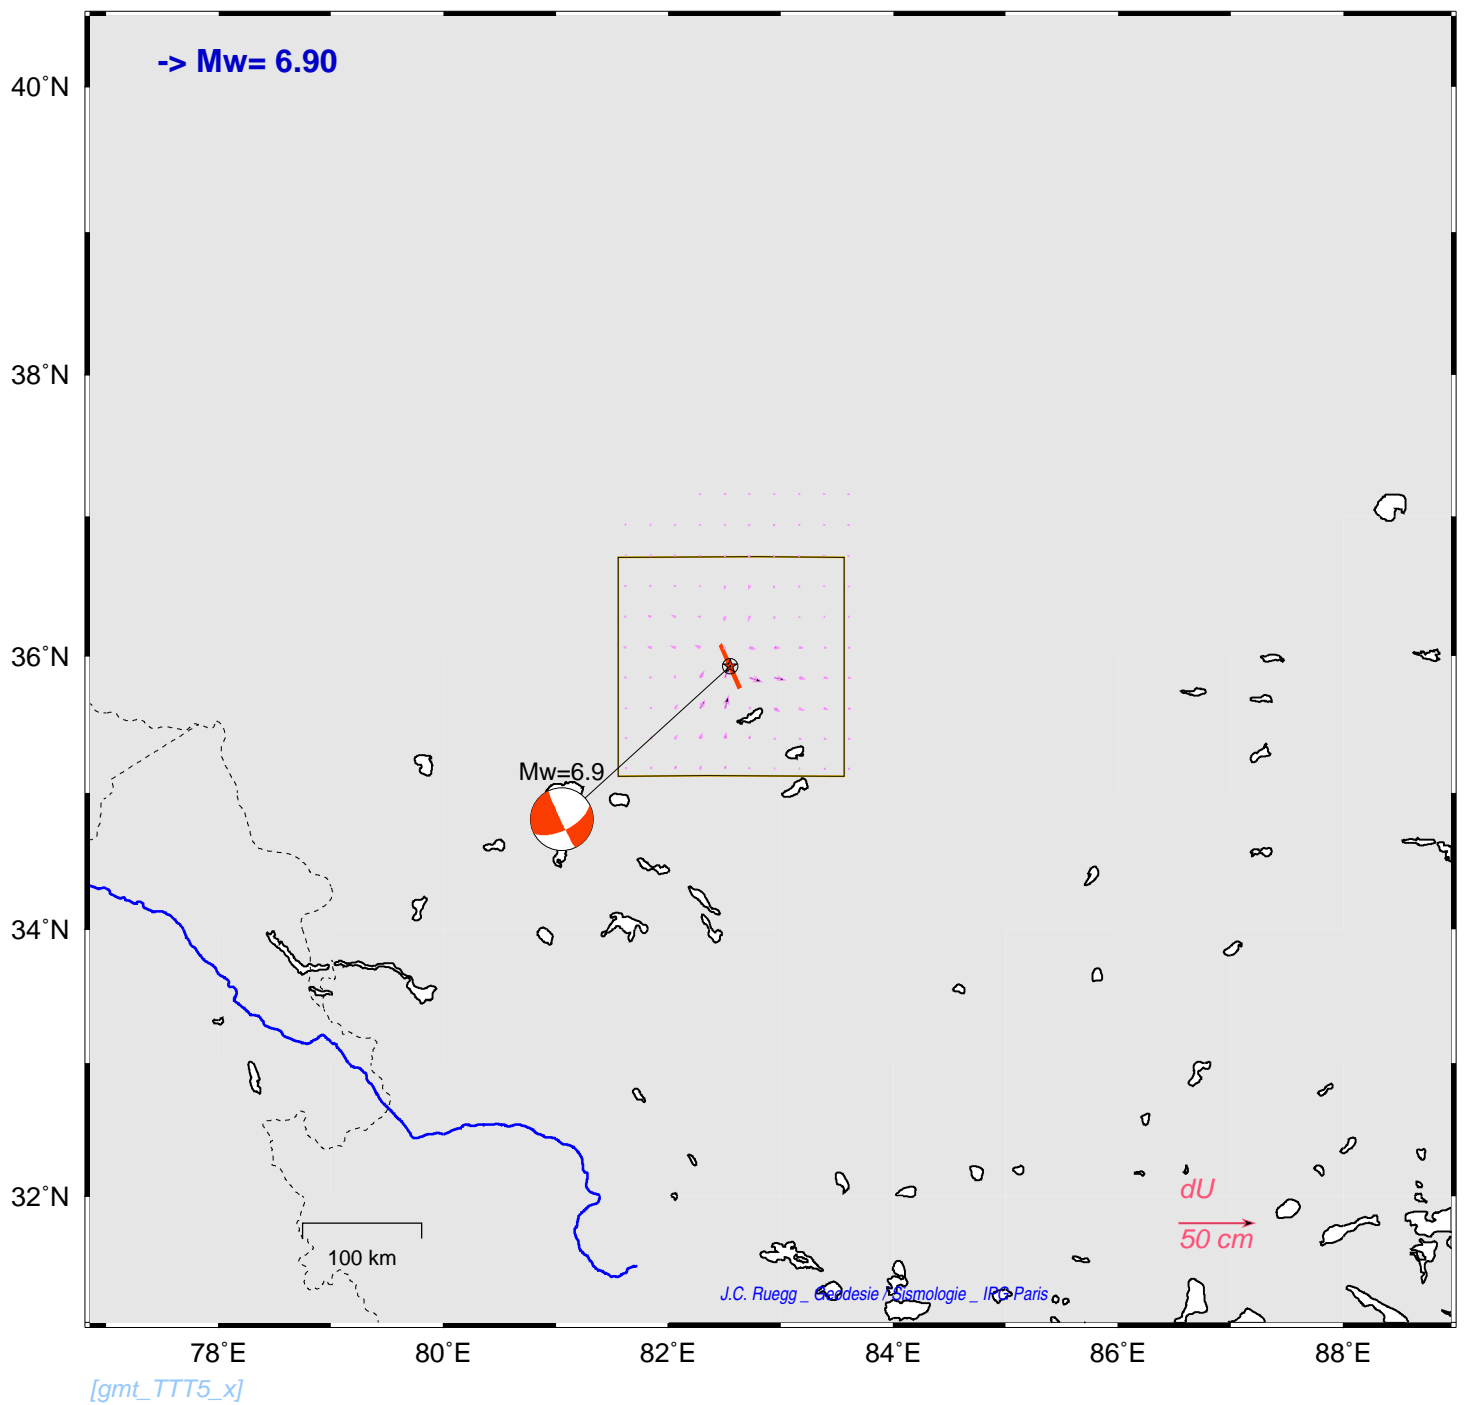 -> Mw= 6.90
40°N
38°N
36°N
34°N
32°N
Mw=6.9
dU
50 cm
100 km
J.C. Ruegg _ Geodesie / Sismologie _ IPG Paris
78°E 80°E 82°E 84°E 86°E 88°E
[gmt_TTT5_x]